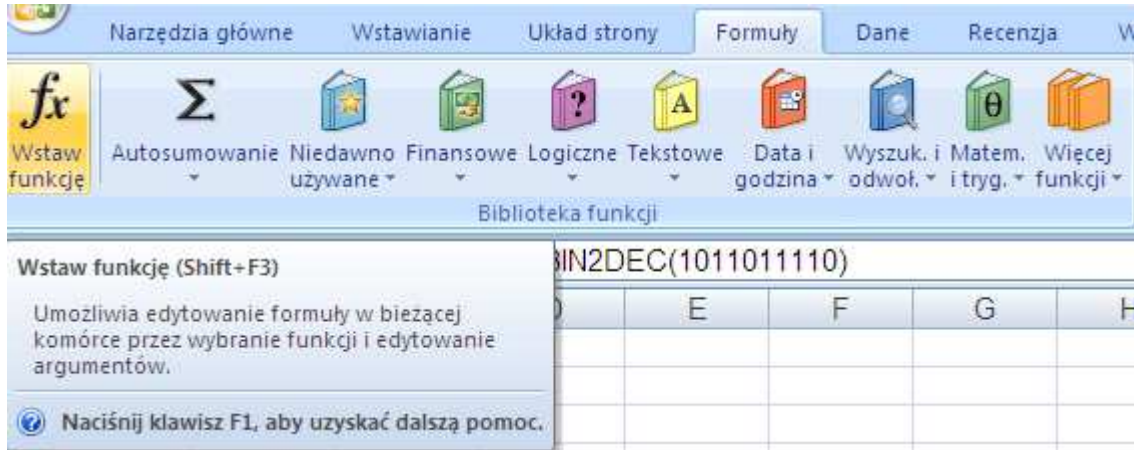 Narzędzia główne Wstawianie Układ strony Formuły Dane Recenzja
fx Σ ? A θ
Wstaw funkcję
Autosumowanie
Niedawno używane
Finansowe
Logiczne
Tekstowe
Data i godzina
Wyszuk. i odwoł.
Matem. i tryg.
Więcej funkcji
Biblioteka funkcji
Wstaw funkcję (Shift+F3)
Umożliwia edytowanie formuły w bieżącej
komórce przez wybranie funkcji i edytowanie
argumentów.
Naciśnij klawisz F1, aby uzyskać dalszą pomoc.
BIN2DEC(1011011110)
E F G H